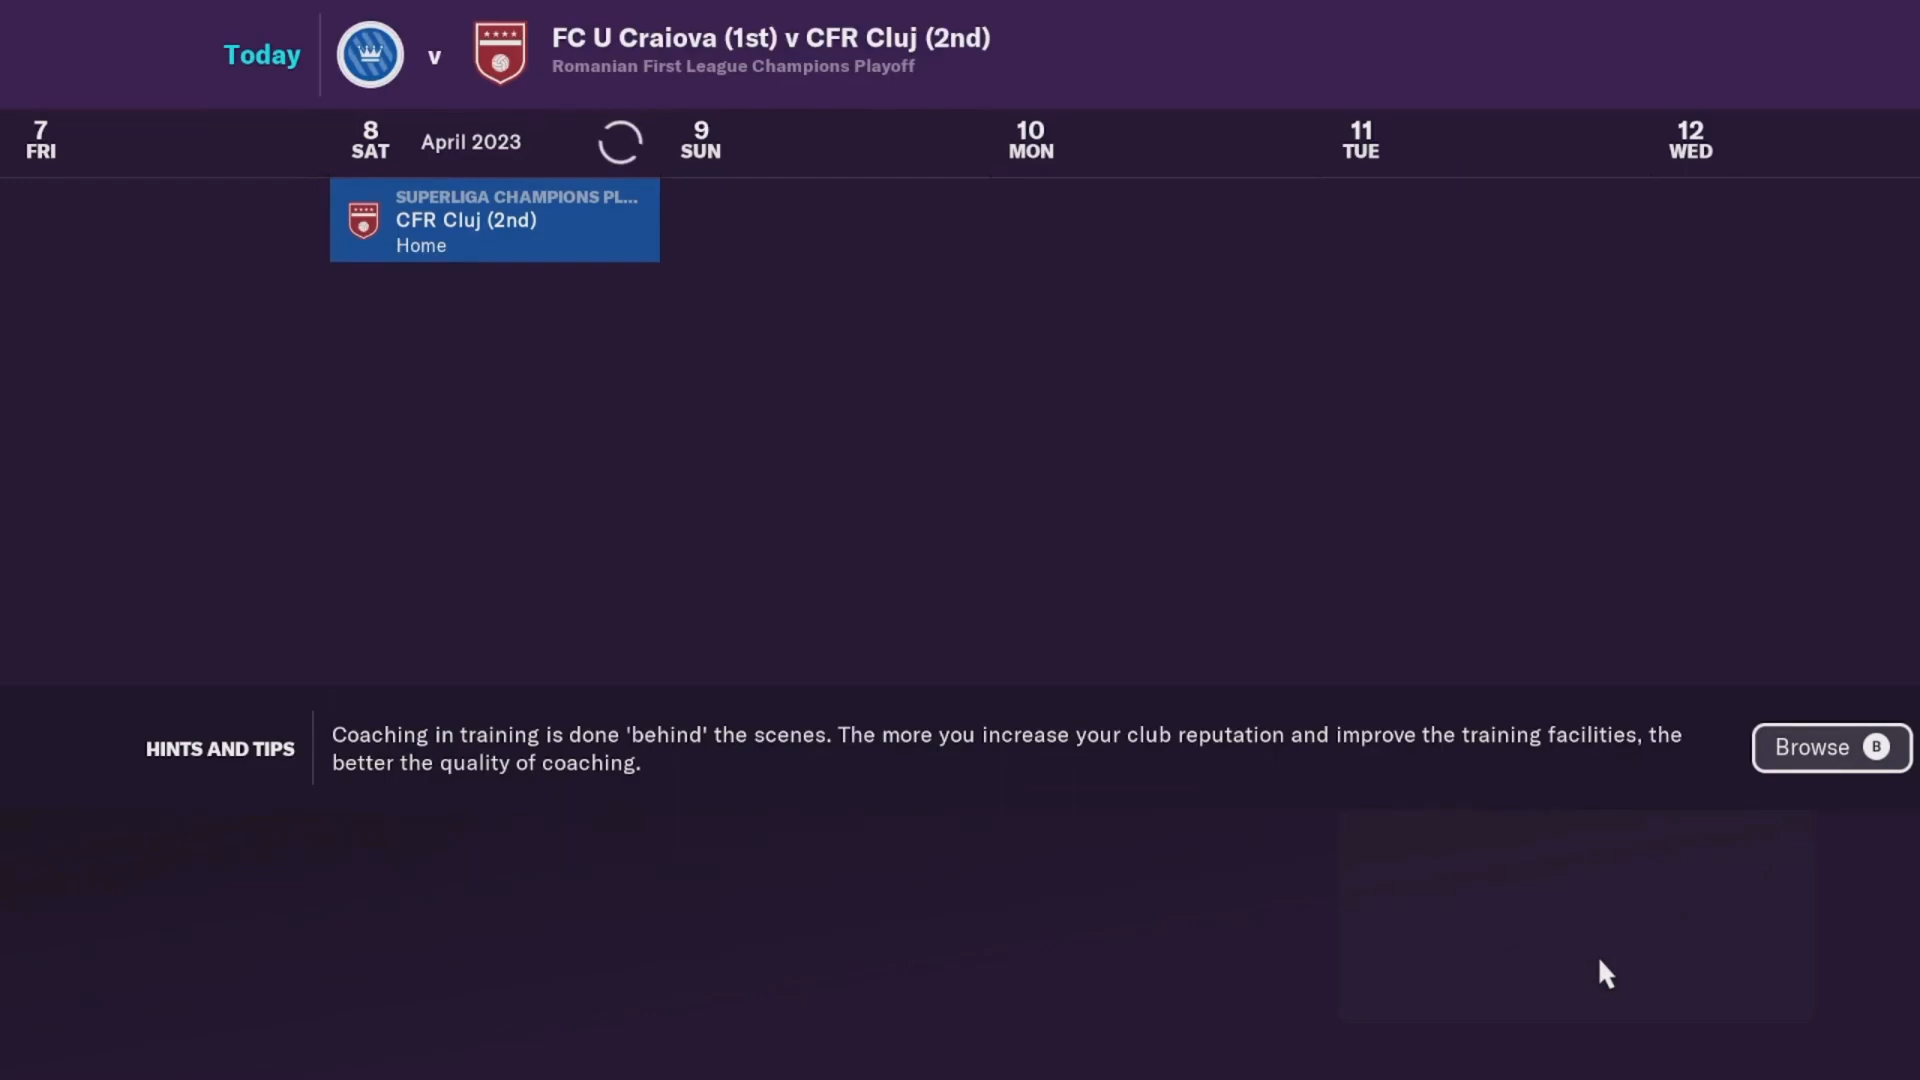 Today
v
FC U Craiova (1st) v CFR Cluj (2nd)
Romanian First League Champions Playoff
7
FRI
8
SAT
April 2023
9
SUN
10
MON
11
TUE
12
WED
SUPERLIGA CHAMPIONS PL...
CFR Cluj (2nd)
Home
HINTS AND TIPS
Coaching in training is done 'behind' the scenes. The more you increase your club reputation and improve the training facilities, the
better the quality of coaching.
Browse B